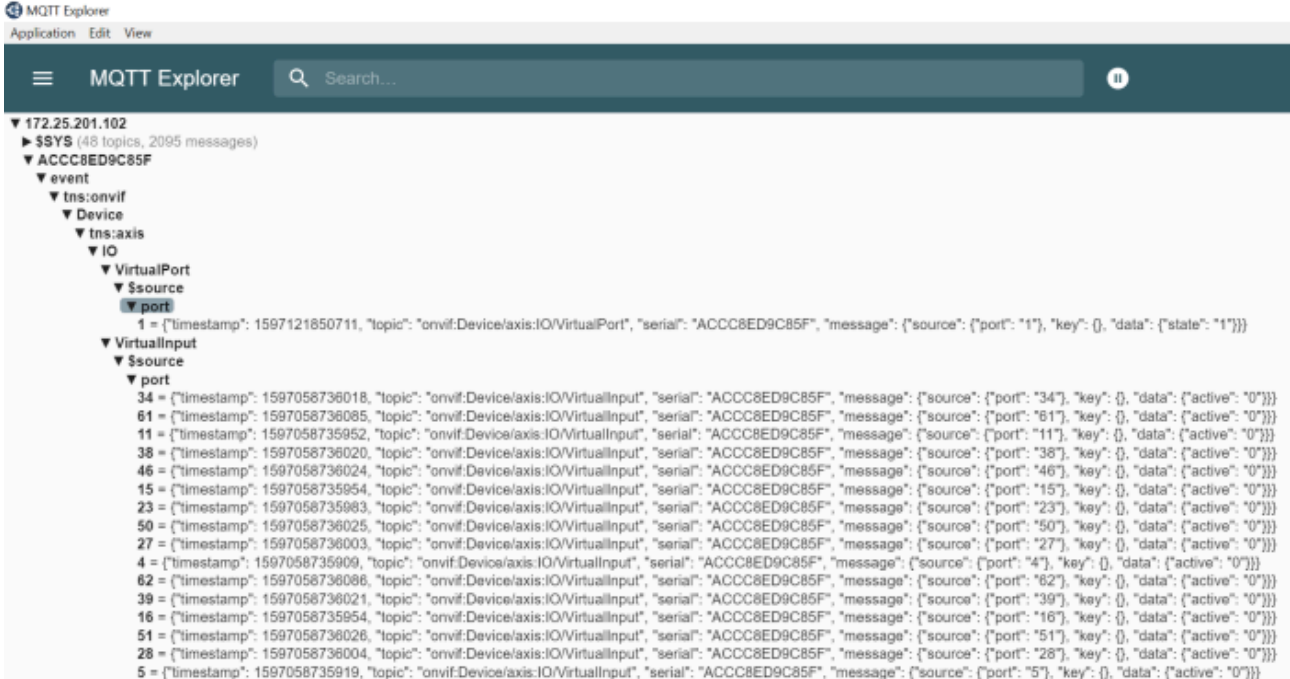 MQTT Explorer
Application Edit View
MQTT Explorer Search...
▼ 172.25.201.102
▶ $SYS (48 topics, 2095 messages)
▼ ACCC8ED9C85F
▼ event
▼ tns:onvif
▼ Device
▼ tns:axis
▼ IO
▼ VirtualPort
▼ $source
▼ port
1 = {"timestamp": 1597121850711, "topic": "onvif:Device/axis:IO/VirtualPort", "serial": "ACCC8ED9C85F", "message": {"source": {"port": "1"}, "key": {}, "data": {"state": "1"}}}
▼ VirtualInput
▼ $source
▼ port
34 = {"timestamp": 1597058736018, "topic": "onvif:Device/axis:IO/VirtualInput", "serial": "ACCC8ED9C85F", "message": {"source": {"port": "34"}, "key": {}, "data": {"active": "0"}}}
61 = {"timestamp": 1597058736085, "topic": "onvif:Device/axis:IO/VirtualInput", "serial": "ACCC8ED9C85F", "message": {"source": {"port": "61"}, "key": {}, "data": {"active": "0"}}}
11 = {"timestamp": 1597058735952, "topic": "onvif:Device/axis:IO/VirtualInput", "serial": "ACCC8ED9C85F", "message": {"source": {"port": "11"}, "key": {}, "data": {"active": "0"}}}
38 = {"timestamp": 1597058736020, "topic": "onvif:Device/axis:IO/VirtualInput", "serial": "ACCC8ED9C85F", "message": {"source": {"port": "38"}, "key": {}, "data": {"active": "0"}}}
46 = {"timestamp": 1597058736024, "topic": "onvif:Device/axis:IO/VirtualInput", "serial": "ACCC8ED9C85F", "message": {"source": {"port": "46"}, "key": {}, "data": {"active": "0"}}}
15 = {"timestamp": 1597058735954, "topic": "onvif:Device/axis:IO/VirtualInput", "serial": "ACCC8ED9C85F", "message": {"source": {"port": "15"}, "key": {}, "data": {"active": "0"}}}
23 = {"timestamp": 1597058735983, "topic": "onvif:Device/axis:IO/VirtualInput", "serial": "ACCC8ED9C85F", "message": {"source": {"port": "23"}, "key": {}, "data": {"active": "0"}}}
50 = {"timestamp": 1597058736025, "topic": "onvif:Device/axis:IO/VirtualInput", "serial": "ACCC8ED9C85F", "message": {"source": {"port": "50"}, "key": {}, "data": {"active": "0"}}}
27 = {"timestamp": 1597058736003, "topic": "onvif:Device/axis:IO/VirtualInput", "serial": "ACCC8ED9C85F", "message": {"source": {"port": "27"}, "key": {}, "data": {"active": "0"}}}
4 = {"timestamp": 1597058735909, "topic": "onvif:Device/axis:IO/VirtualInput", "serial": "ACCC8ED9C85F", "message": {"source": {"port": "4"}, "key": {}, "data": {"active": "0"}}}
62 = {"timestamp": 1597058736086, "topic": "onvif:Device/axis:IO/VirtualInput", "serial": "ACCC8ED9C85F", "message": {"source": {"port": "62"}, "key": {}, "data": {"active": "0"}}}
39 = {"timestamp": 1597058736021, "topic": "onvif:Device/axis:IO/VirtualInput", "serial": "ACCC8ED9C85F", "message": {"source": {"port": "39"}, "key": {}, "data": {"active": "0"}}}
16 = {"timestamp": 1597058735954, "topic": "onvif:Device/axis:IO/VirtualInput", "serial": "ACCC8ED9C85F", "message": {"source": {"port": "16"}, "key": {}, "data": {"active": "0"}}}
51 = {"timestamp": 1597058736026, "topic": "onvif:Device/axis:IO/VirtualInput", "serial": "ACCC8ED9C85F", "message": {"source": {"port": "51"}, "key": {}, "data": {"active": "0"}}}
28 = {"timestamp": 1597058736004, "topic": "onvif:Device/axis:IO/VirtualInput", "serial": "ACCC8ED9C85F", "message": {"source": {"port": "28"}, "key": {}, "data": {"active": "0"}}}
5 = {"timestamp": 1597058735919, "topic": "onvif:Device/axis:IO/VirtualInput", "serial": "ACCC8ED9C85F", "message": {"source": {"port": "5"}, "key": {}, "data": {"active": "0"}}}